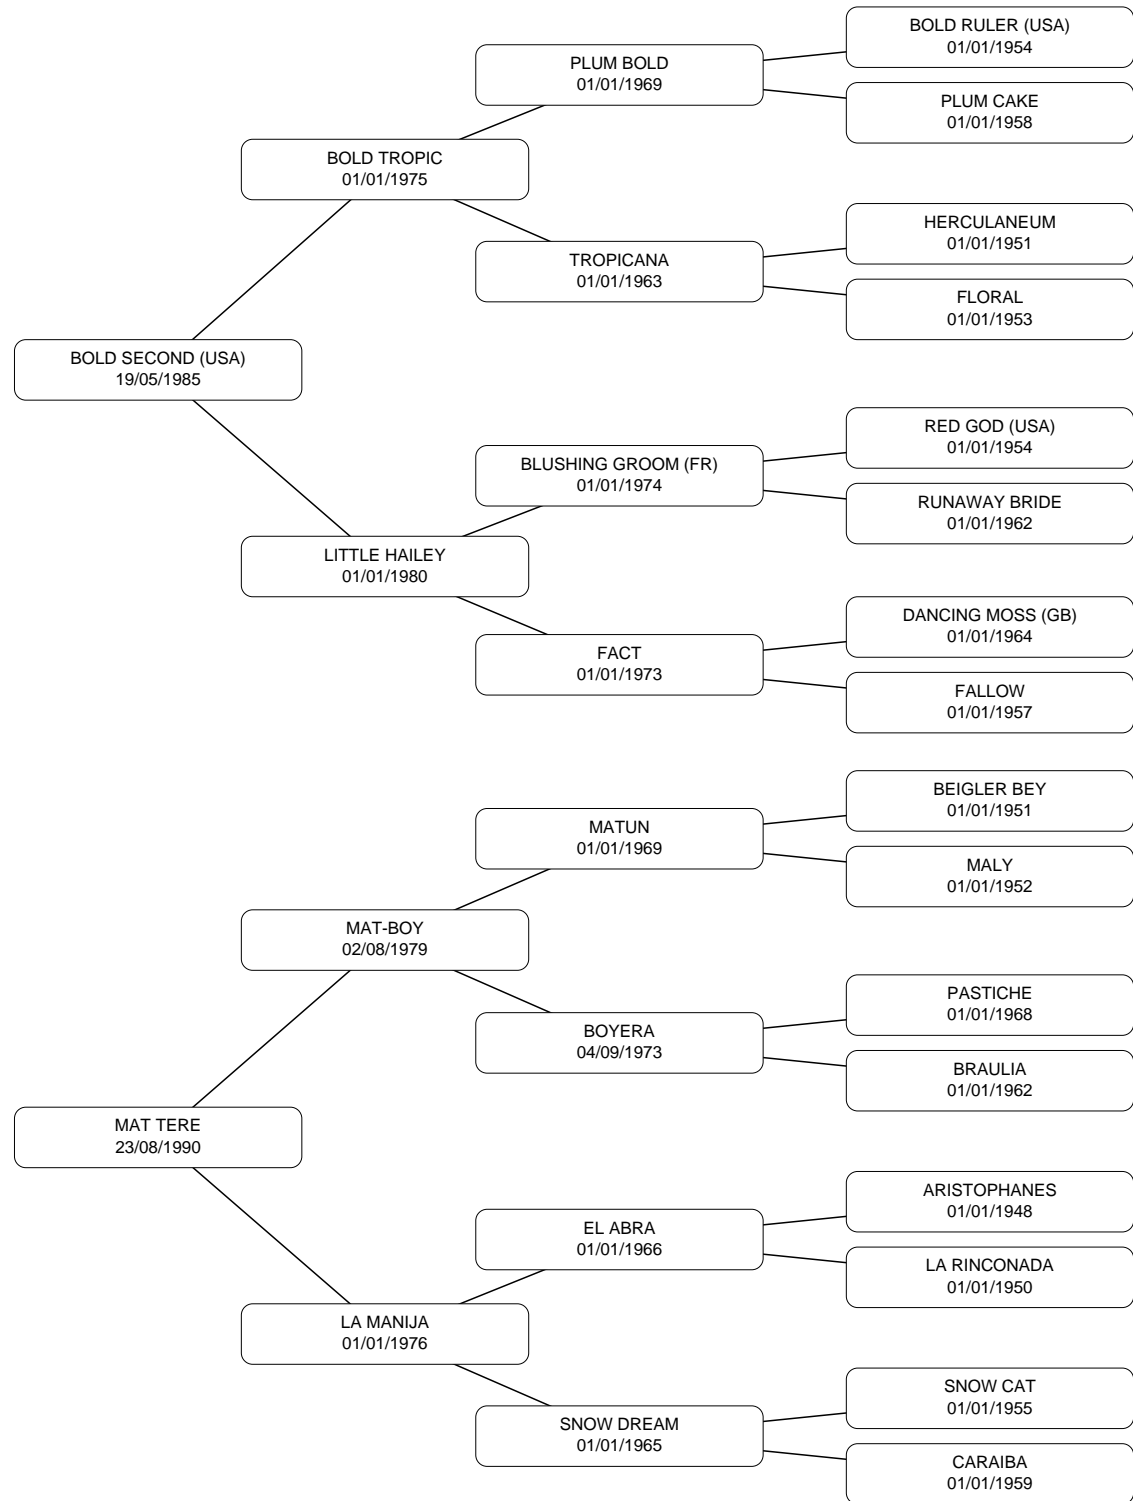 BOLD RULER (USA)
01/01/1954
PLUM BOLD
01/01/1969
PLUM CAKE
01/01/1958
BOLD TROPIC
01/01/1975
HERCULANEUM
01/01/1951
TROPICANA
01/01/1963
FLORAL
01/01/1953
BOLD SECOND (USA)
19/05/1985
RED GOD (USA)
01/01/1954
BLUSHING GROOM (FR)
01/01/1974
RUNAWAY BRIDE
01/01/1962
LITTLE HAILEY
01/01/1980
DANCING MOSS (GB)
01/01/1964
FACT
01/01/1973
FALLOW
01/01/1957
BEIGLER BEY
01/01/1951
MATUN
01/01/1969
MALY
01/01/1952
MAT-BOY
02/08/1979
PASTICHE
01/01/1968
BOYERA
04/09/1973
BRAULIA
01/01/1962
MAT TERE
23/08/1990
ARISTOPHANES
01/01/1948
EL ABRA
01/01/1966
LA RINCONADA
01/01/1950
LA MANIJA
01/01/1976
SNOW CAT
01/01/1955
SNOW DREAM
01/01/1965
CARAIBA
01/01/1959